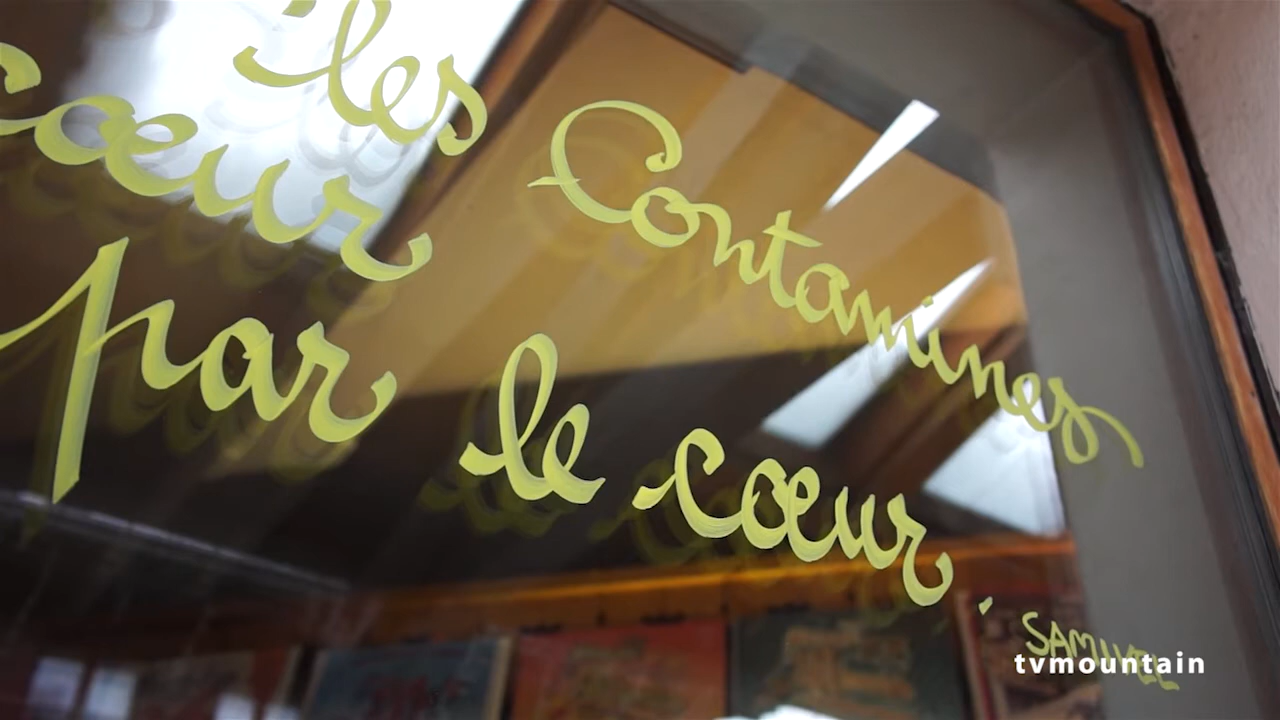 les Contamines
cœur
par le cœur.
SAMIVEL
tvmountain